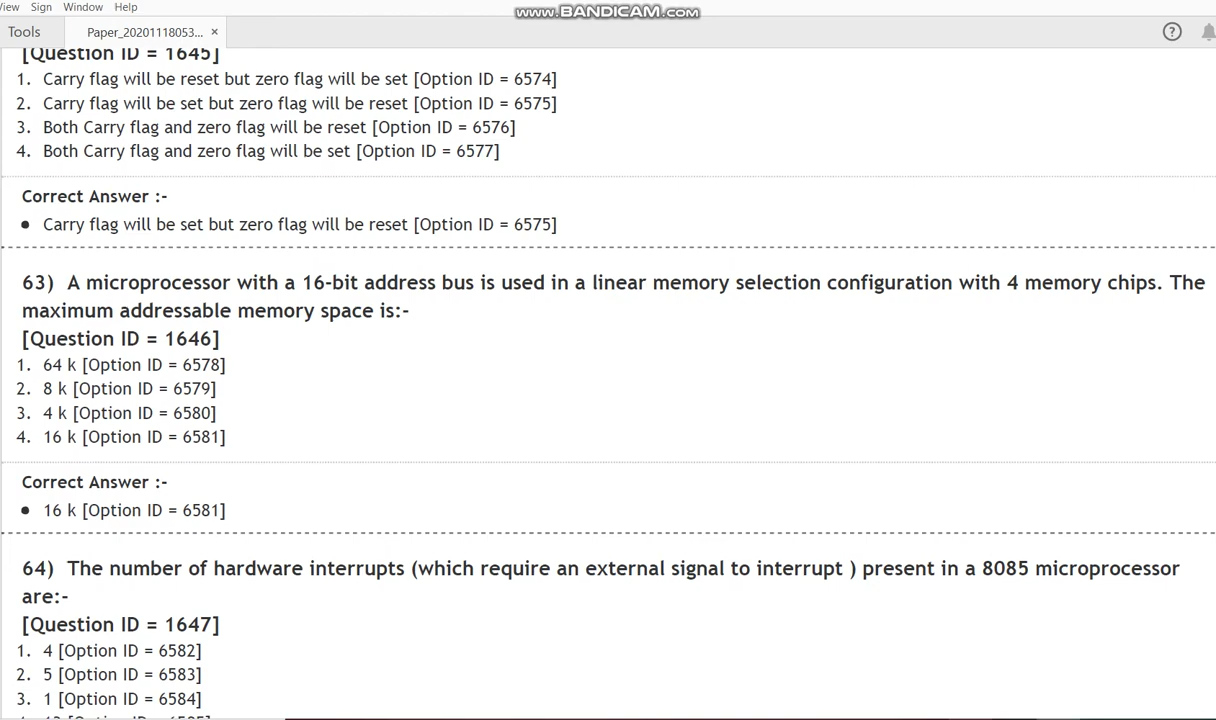 View Sign Window Help
www.BANDICAM.com
Tools Paper_20201118053... × ?
[Question ID = 1645]
1. Carry flag will be reset but zero flag will be set [Option ID = 6574]
2. Carry flag will be set but zero flag will be reset [Option ID = 6575]
3. Both Carry flag and zero flag will be reset [Option ID = 6576]
4. Both Carry flag and zero flag will be set [Option ID = 6577]
Correct Answer :-
• Carry flag will be set but zero flag will be reset [Option ID = 6575]
63) A microprocessor with a 16-bit address bus is used in a linear memory selection configuration with 4 memory chips. The
maximum addressable memory space is:-
[Question ID = 1646]
1. 64 k [Option ID = 6578]
2. 8 k [Option ID = 6579]
3. 4 k [Option ID = 6580]
4. 16 k [Option ID = 6581]
Correct Answer :-
• 16 k [Option ID = 6581]
64) The number of hardware interrupts (which require an external signal to interrupt ) present in a 8085 microprocessor
are:-
[Question ID = 1647]
1. 4 [Option ID = 6582]
2. 5 [Option ID = 6583]
3. 1 [Option ID = 6584]